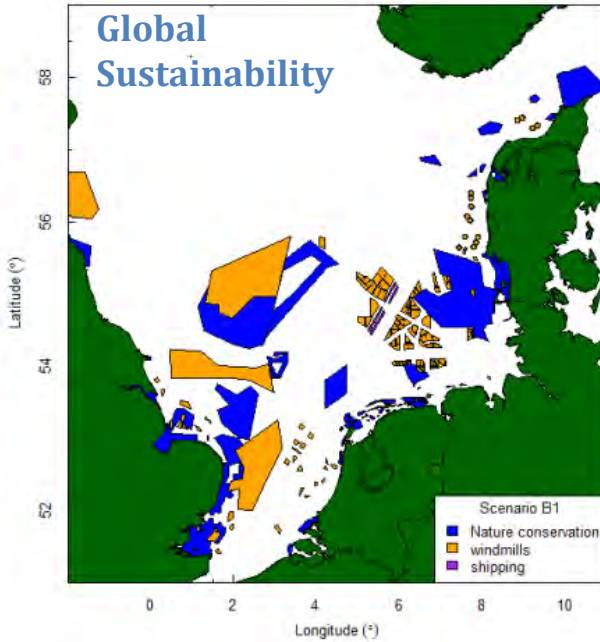 Global
Sustainability
58
56
54
52
Latitude (°)
Scenario B1
Nature conservation
windmills
shipping
0 2 4 6 8 10
Longitude (°)